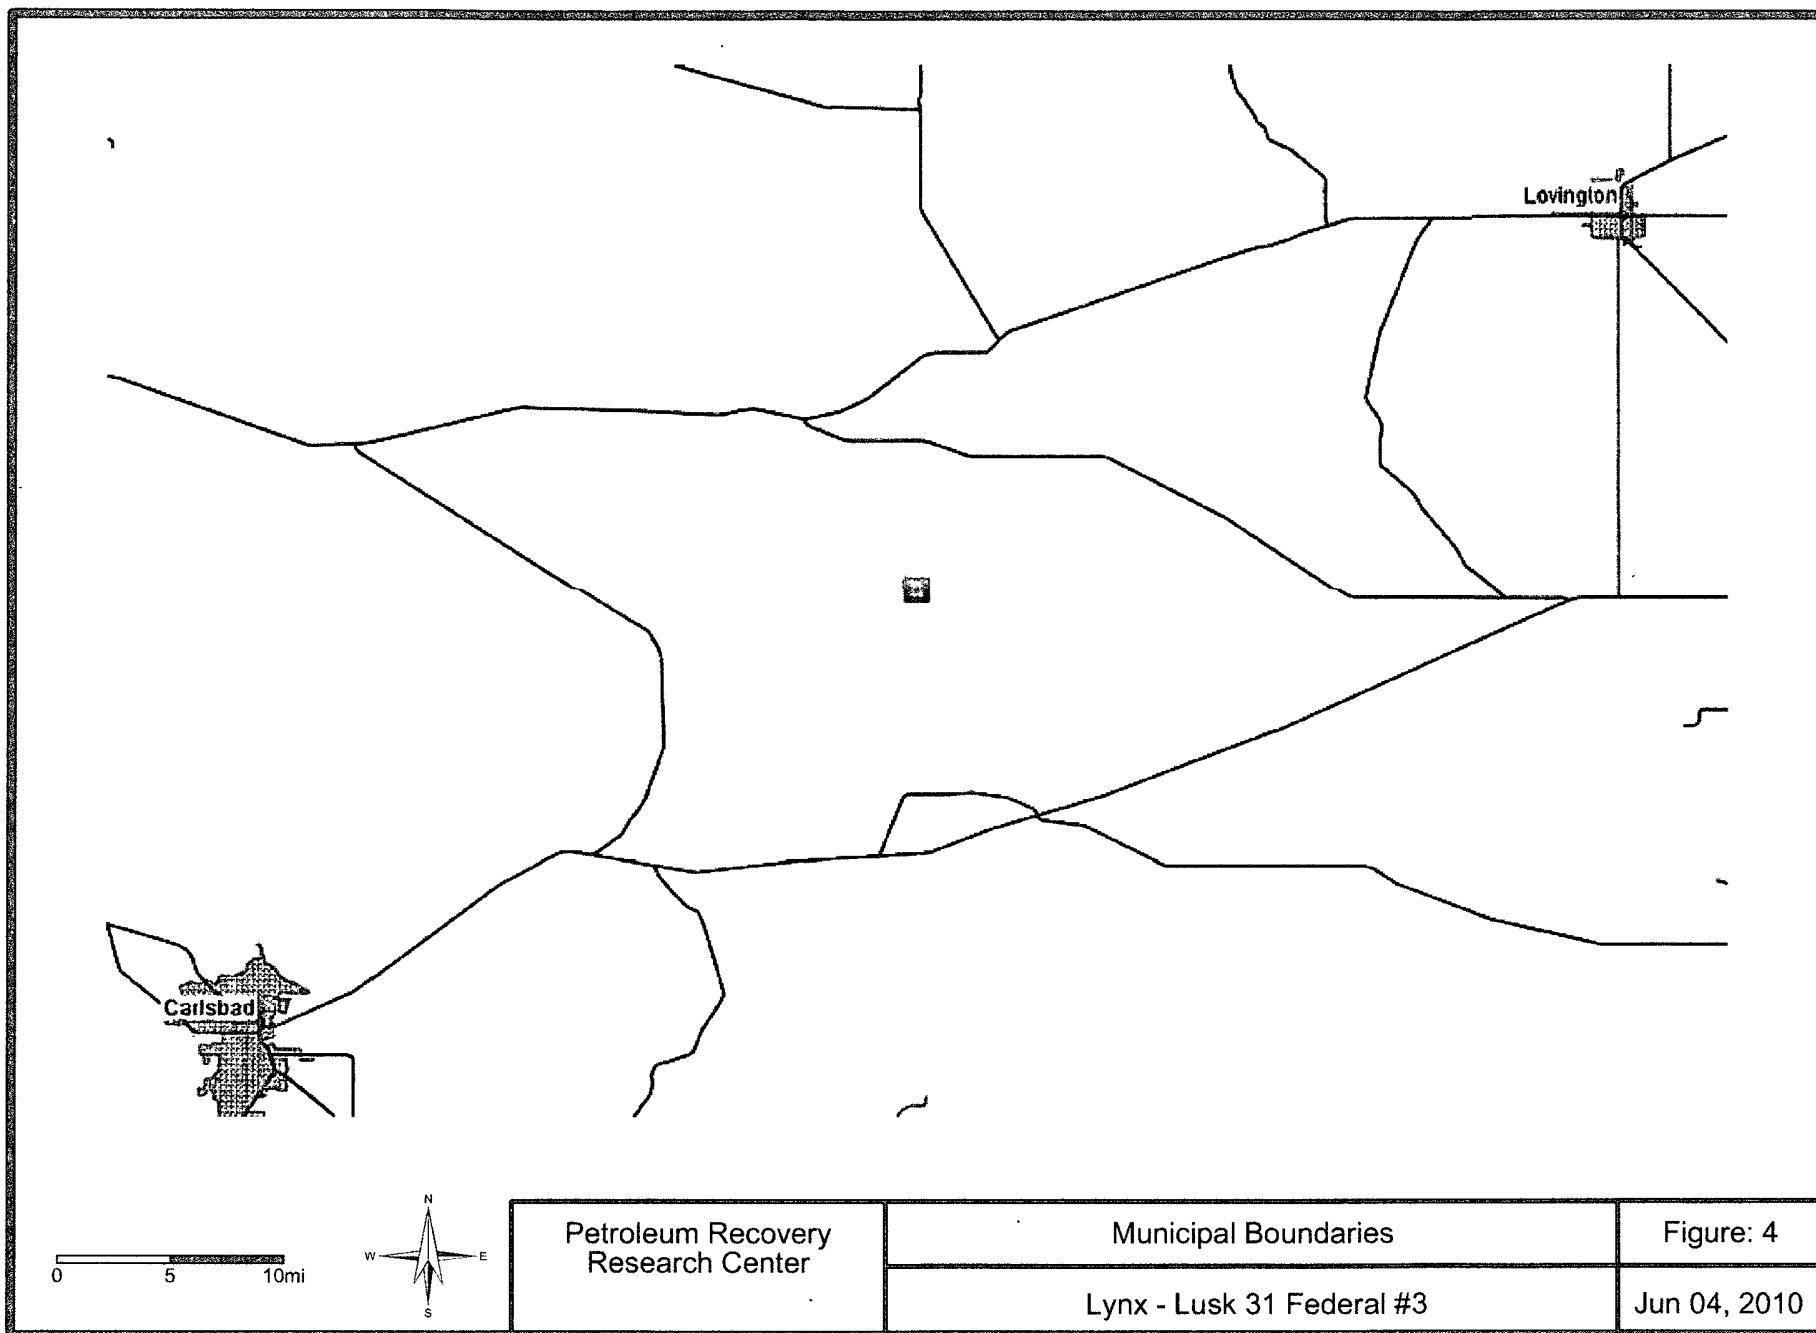 Lovington
Carlsbad
N
W E
S
0 5 10mi
Petroleum Recovery
Research Center
Municipal Boundaries
Figure: 4
Lynx - Lusk 31 Federal #3
Jun 04, 2010